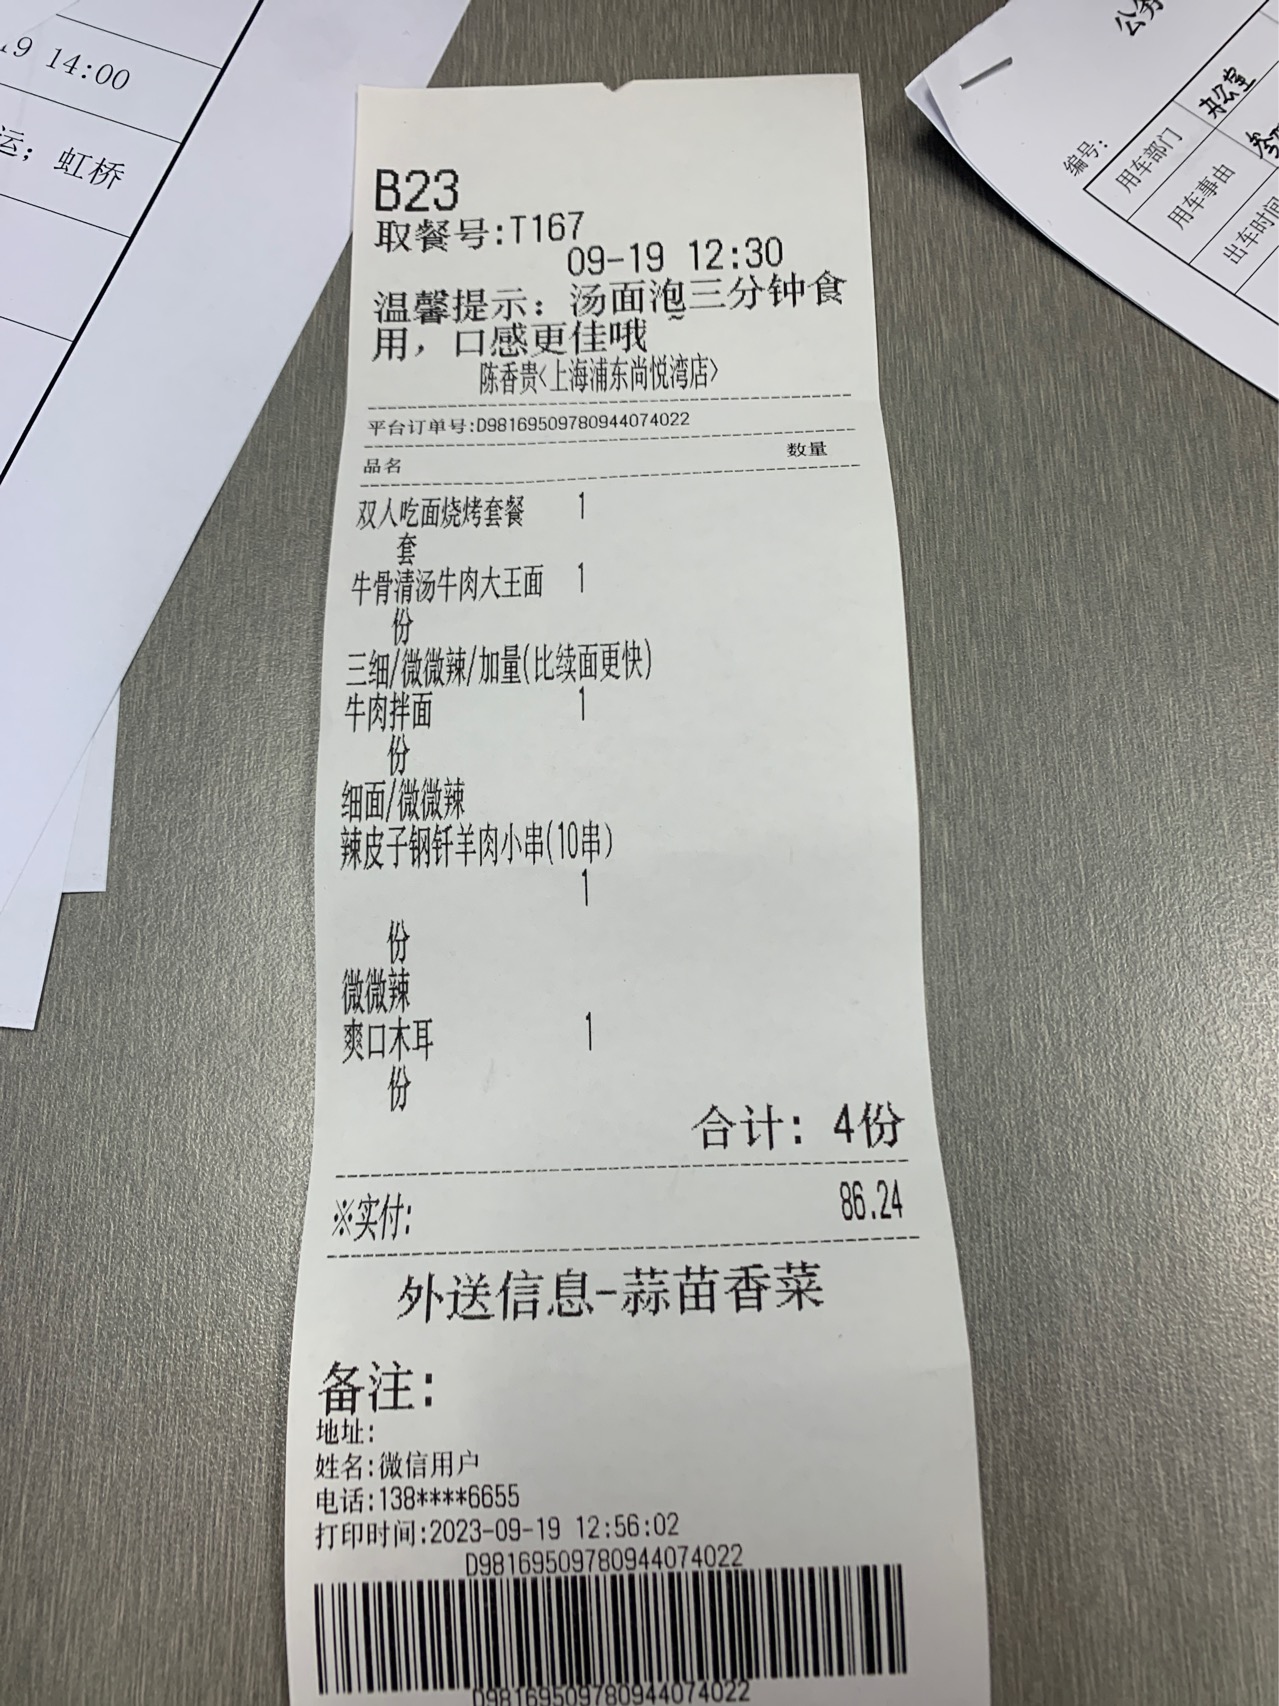 19 14:00
运；虹桥
公务
编号：
用车部门
办公室
用车事由
出车时间
B23
取餐号:T167
09-19 12:30
温馨提示：汤面泡三分钟食
用，口感更佳哦~
陈香贵<上海浦东尚悦湾店>
平台订单号:D98169509780944074022
品名 数量
双人吃面烧烤套餐 1
套
牛骨清汤牛肉大王面 1
份
三细/微微辣/加量(比续面更快)
牛肉拌面 1
份
细面/微微辣
辣皮子钢钎羊肉小串(10串)
1
份
微微辣
爽口木耳 1
份
合计：4份
※实付: 86.24
外送信息-蒜苗香菜
备注:
地址:
姓名:微信用户
电话:138****6655
打印时间:2023-09-19 12:56:02
D98169509780944074022
D98169509780944074022